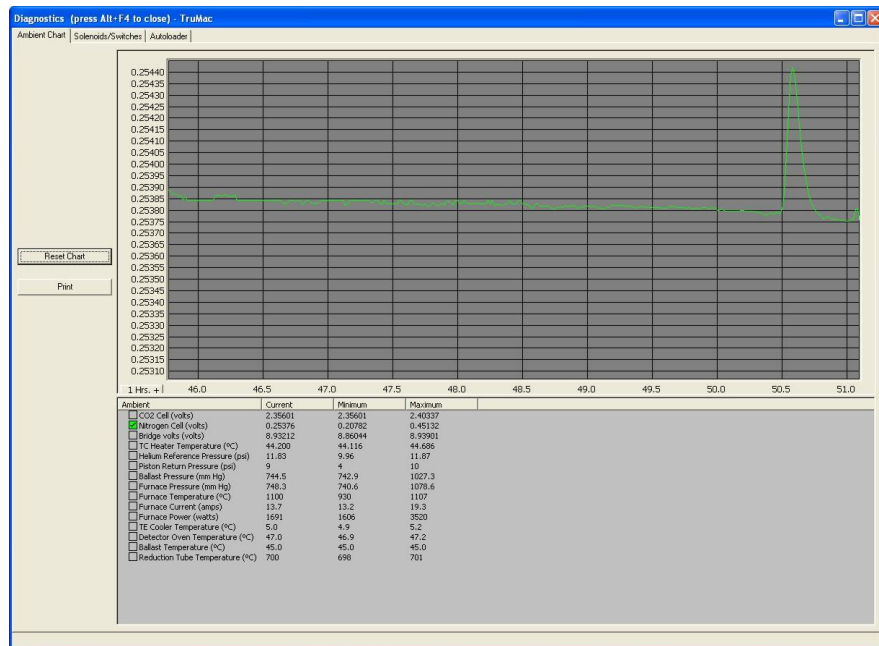 Diagnostics (press Alt+F4 to close) - TruMac
Ambient Chart Solenoids/Switches Autoloader
0.25440
0.25435
0.25430
0.25425
0.25420
0.25415
0.25410
0.25405
0.25400
0.25395
0.25390
0.25385
0.25380
0.25375
0.25370
0.25365
0.25360
0.25355
0.25350
0.25345
0.25340
0.25335
0.25330
0.25325
0.25320
0.25315
0.25310
Reset Chart
Print
1 Hrs. + 46.0 46.5 47.0 47.5 48.0 48.5 49.0 49.5 50.0 50.5 51.0
Ambient Current Minimum Maximum
CO2 Cell (volts) 2.35601 2.35601 2.40337
Nitrogen Cell (volts) 0.25376 0.20782 0.45132
Bridge volts (volts) 8.93212 8.86044 8.93901
TC Heater Temperature (ºC) 44.200 44.116 44.686
Helium Reference Pressure (psi) 11.83 9.96 11.87
Piston Return Pressure (psi) 9 4 10
Ballast Pressure (mm Hg) 744.5 742.9 1027.3
Furnace Pressure (mm Hg) 748.3 740.6 1078.6
Furnace Temperature (ºC) 1100 930 1107
Furnace Current (amps) 13.7 13.2 19.3
Furnace Power (watts) 1691 1606 3520
TE Cooler Temperature (ºC) 5.0 4.9 5.2
Detector Oven Temperature (ºC) 47.0 46.9 47.2
Ballast Temperature (ºC) 45.0 45.0 45.0
Reduction Tube Temperature (ºC) 700 698 701